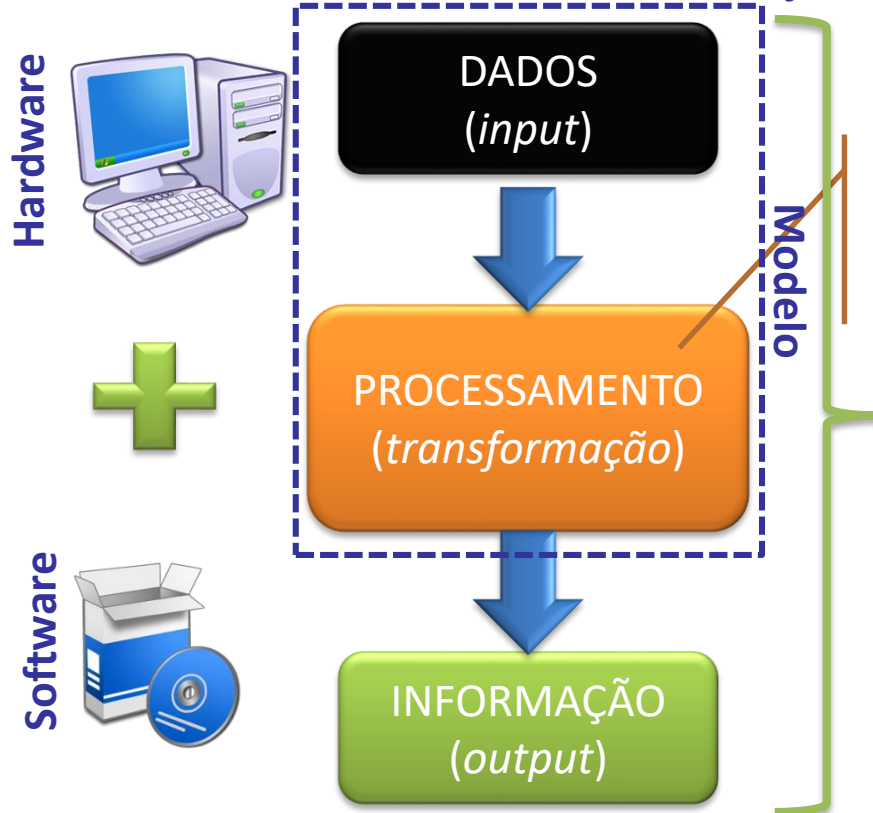 Hardware
Software
DADOS
(input)
PROCESSAMENTO
(transformação)
INFORMAÇÃO
(output)
Modelo